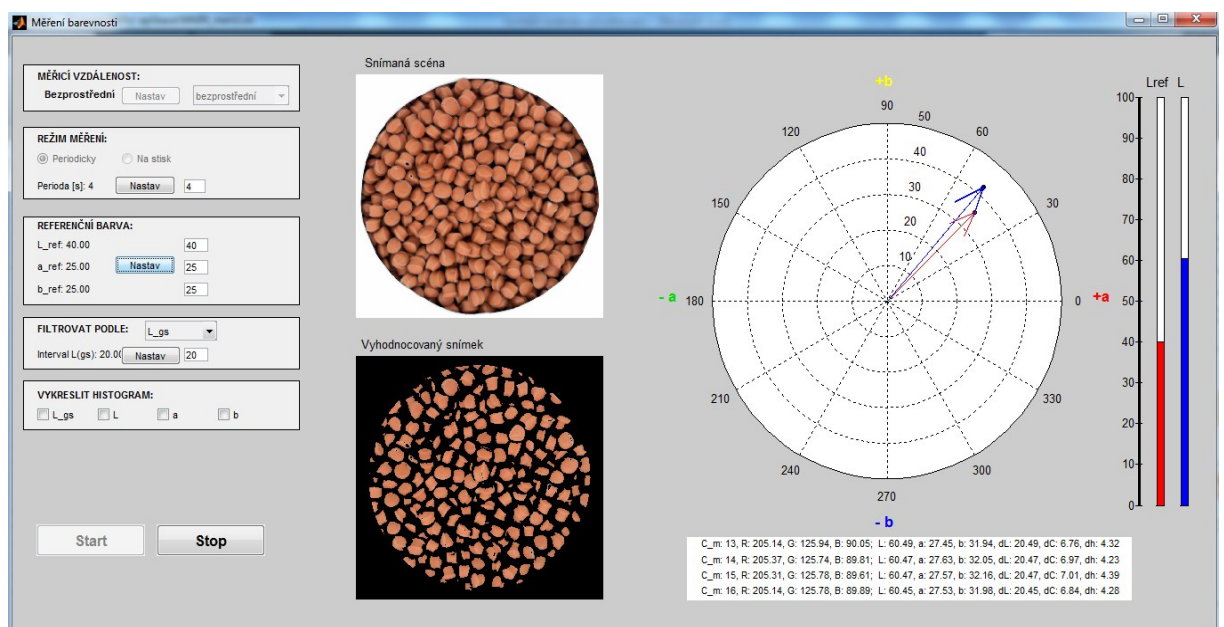 Měření barevnosti
MĚŘICÍ VZDÁLENOST:
Bezprostřední Nastav bezprostřední
REŽIM MĚŘENÍ:
Periodicky Na stisk
Perioda [s]: 4 Nastav 4
REFERENČNÍ BARVA:
L_ref: 40.00 40
a_ref: 25.00 Nastav 25
b_ref: 25.00 25
FILTROVAT PODLE: L_gs
Interval L(gs): 20.00 Nastav 20
VYKRESLIT HISTOGRAM:
L_gs L a b
Start Stop
Snímaná scéna
Vyhodnocovaný snímek
+b
90
120 50 60
40
150 30 30
20
10
- a 180 0 +a
210 330
240 300
270
- b
Lref L
100
90
80
70
60
50
40
30
20
10
0
C_m: 13, R: 205.14, G: 125.94, B: 90.05; L: 60.49, a: 27.45, b: 31.94, dL: 20.49, dC: 6.76, dh: 4.32
C_m: 14, R: 205.37, G: 125.74, B: 89.81; L: 60.47, a: 27.63, b: 32.05, dL: 20.47, dC: 6.97, dh: 4.23
C_m: 15, R: 205.31, G: 125.78, B: 89.61; L: 60.47, a: 27.57, b: 32.16, dL: 20.47, dC: 7.01, dh: 4.39
C_m: 16, R: 205.14, G: 125.78, B: 89.89; L: 60.45, a: 27.53, b: 31.98, dL: 20.45, dC: 6.84, dh: 4.28